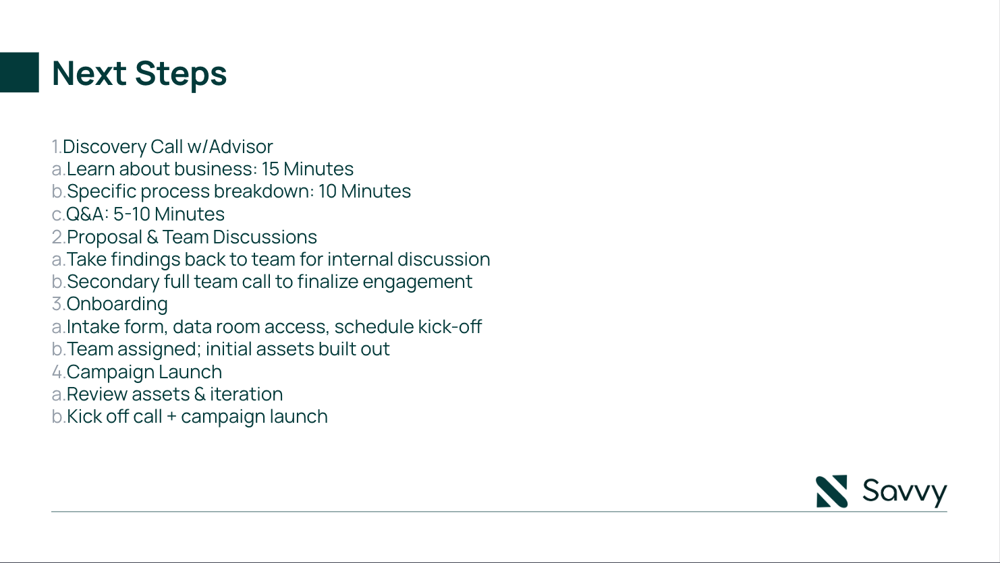 Next Steps
1.Discovery Call w/Advisor
a.Learn about business: 15 Minutes
b.Specific process breakdown: 10 Minutes
c.Q&A: 5-10 Minutes
2.Proposal & Team Discussions
a.Take findings back to team for internal discussion
b.Secondary full team call to finalize engagement
3.Onboarding
a.Intake form, data room access, schedule kick-off
b.Team assigned; initial assets built out
4.Campaign Launch
a.Review assets & iteration
b.Kick off call + campaign launch
Savvy